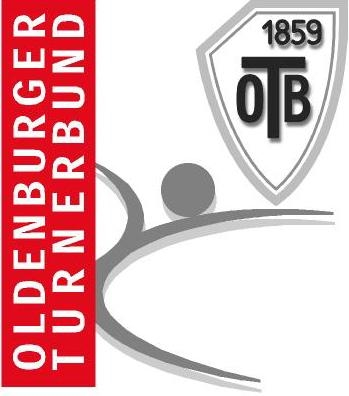 OLDENBURGER
TURNERBUND
1859
OTB